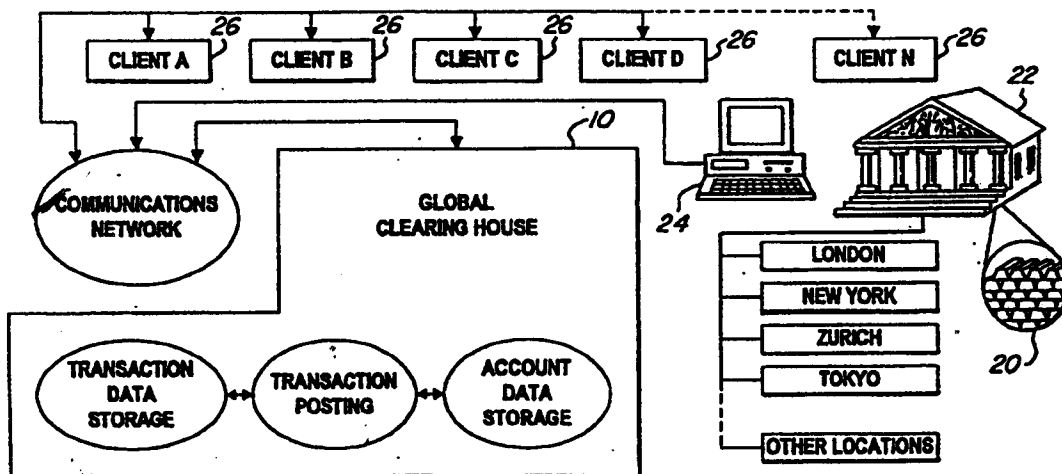 CLIENT A 26
CLIENT B 26
CLIENT C 26
CLIENT D 26
CLIENT N 26
22
10
COMMUNICATIONS
NETWORK
GLOBAL
CLEARING HOUSE
24
LONDON
NEW YORK
ZURICH
TOKYO
OTHER LOCATIONS
20
TRANSACTION
DATA
STORAGE
TRANSACTION
POSTING
ACCOUNT
DATA
STORAGE